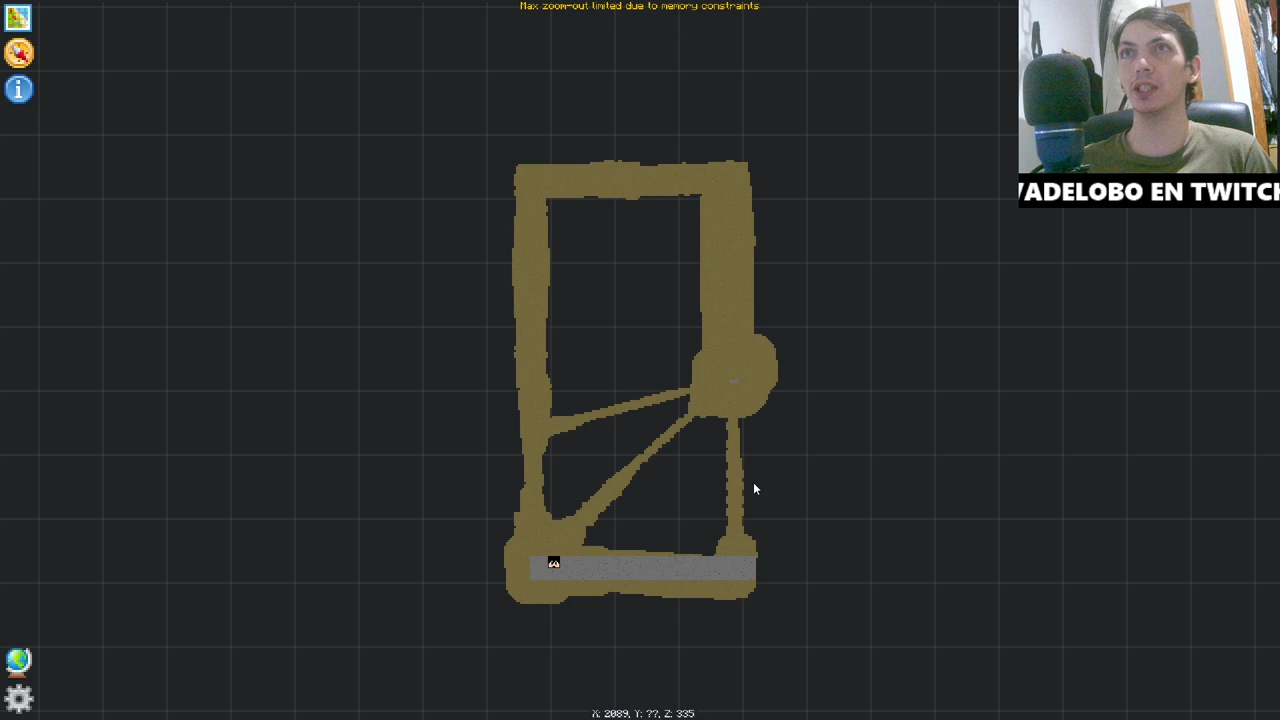 Max zoom-out limited due to memory constraints
VADELOBO EN TWITCH
X: 2089, Y: ??, Z: 335